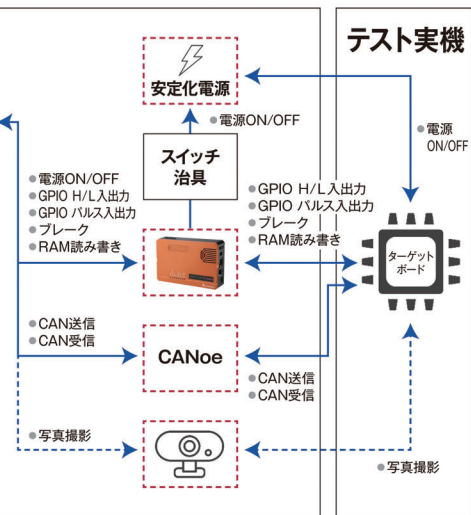 テスト実機
安定化電源
●電源ON/OFF
●電源
ON/OFF
スイッチ
治具
●電源ON/OFF
●GPIO H/L入出力
●GPIO パルス入出力
●ブレーク
●RAM読み書き
●GPIO H/L入出力
●GPIO パルス入出力
●ブレーク
●RAM読み書き
ターゲット
ボード
●CAN送信
●CAN受信
CANoe
●CAN送信
●CAN受信
●写真撮影
●写真撮影